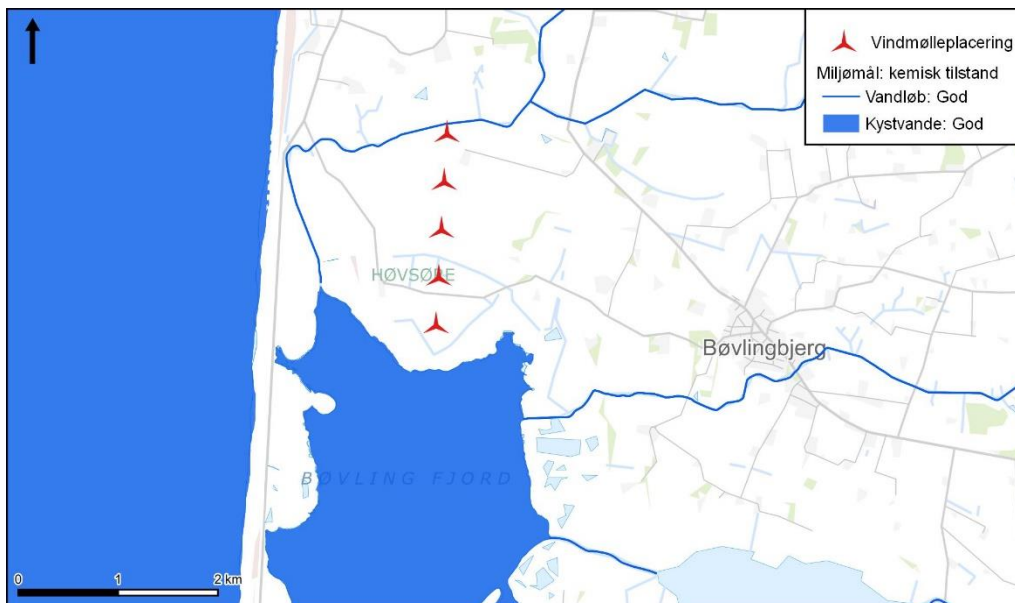 Vindmølleplacering
Miljømål: kemisk tilstand
Vandløb: God
Kystvande: God
HØVSØRE
Bøvlingbjerg
BØVLING FJORD
0 1 2 km